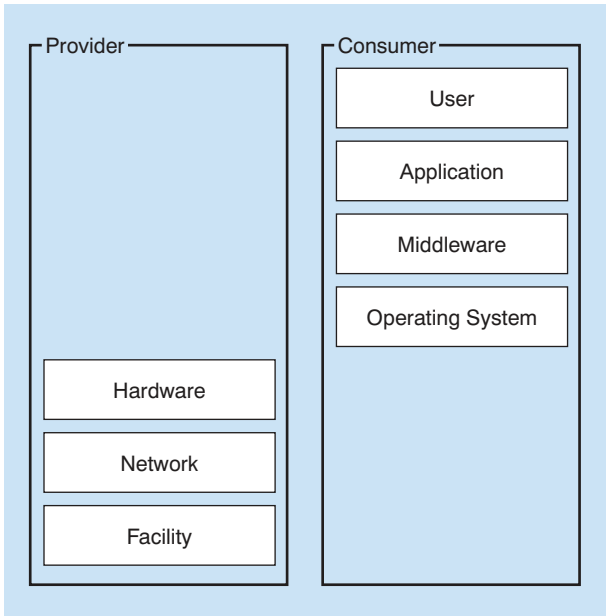 Provider
Hardware
Network
Facility
Consumer
User
Application
Middleware
Operating System